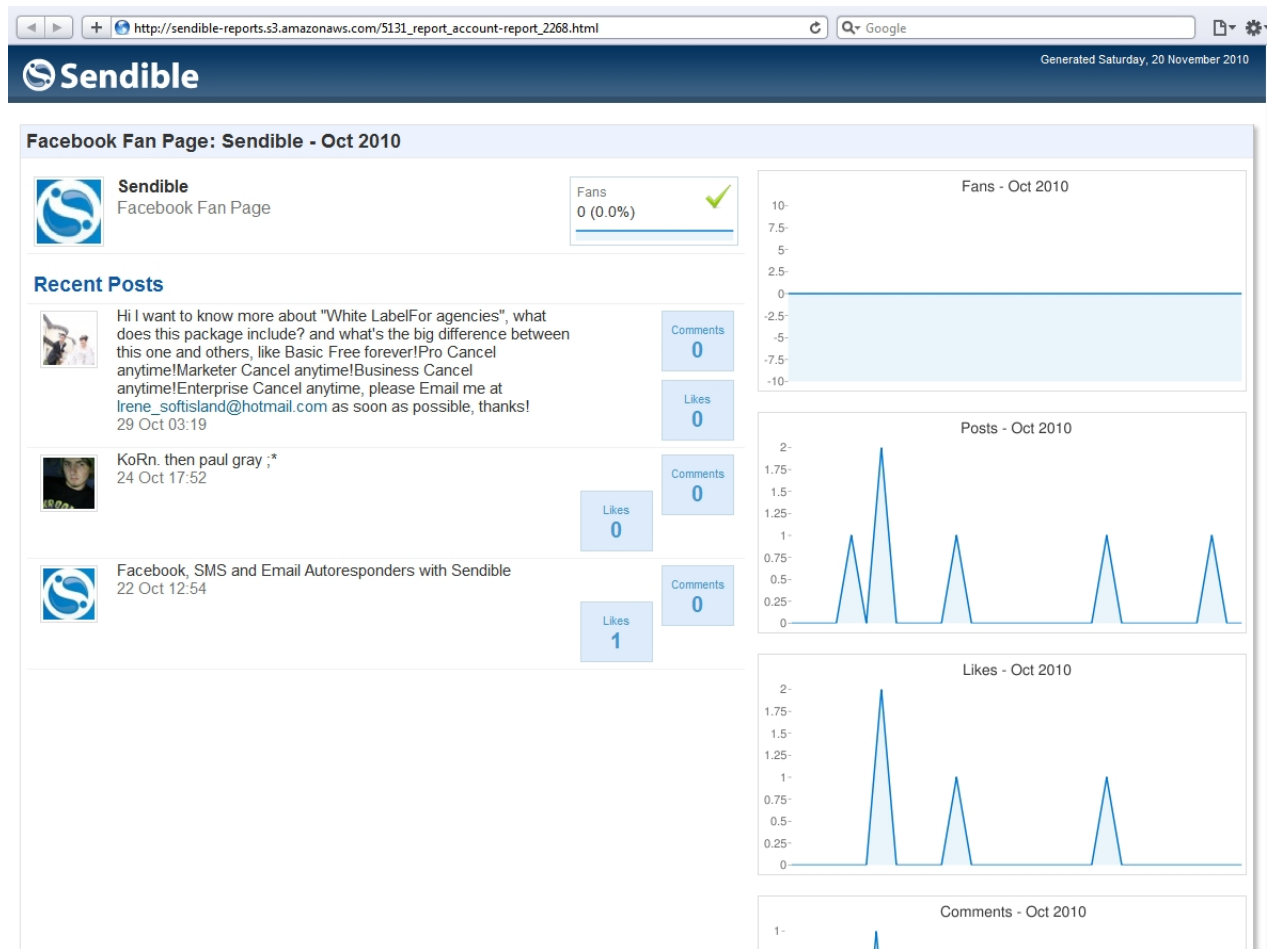 http://sendible-reports.s3.amazonaws.com/5131_report_account-report_2268.html
Google
Sendible
Generated Saturday, 20 November 2010
Facebook Fan Page: Sendible - Oct 2010
Sendible
Facebook Fan Page
Fans
0 (0.0%)
Recent Posts
Hi I want to know more about "White LabelFor agencies", what
does this package include? and what's the big difference between
this one and others, like Basic Free forever!Pro Cancel
anytime!Marketer Cancel anytime!Business Cancel
anytime!Enterprise Cancel anytime, please Email me at
Irene_softisland@hotmail.com as soon as possible, thanks!
29 Oct 03:19
Comments
0
Likes
0
KoRn. then paul gray ;*
24 Oct 17:52
Comments
0
Likes
0
Facebook, SMS and Email Autoresponders with Sendible
22 Oct 12:54
Comments
0
Likes
1
Fans - Oct 2010
10
7.5
5
2.5
0
-2.5
-5
-7.5
-10
Posts - Oct 2010
2
1.75
1.5
1.25
1
0.75
0.5
0.25
0
Likes - Oct 2010
2
1.75
1.5
1.25
1
0.75
0.5
0.25
0
Comments - Oct 2010
1